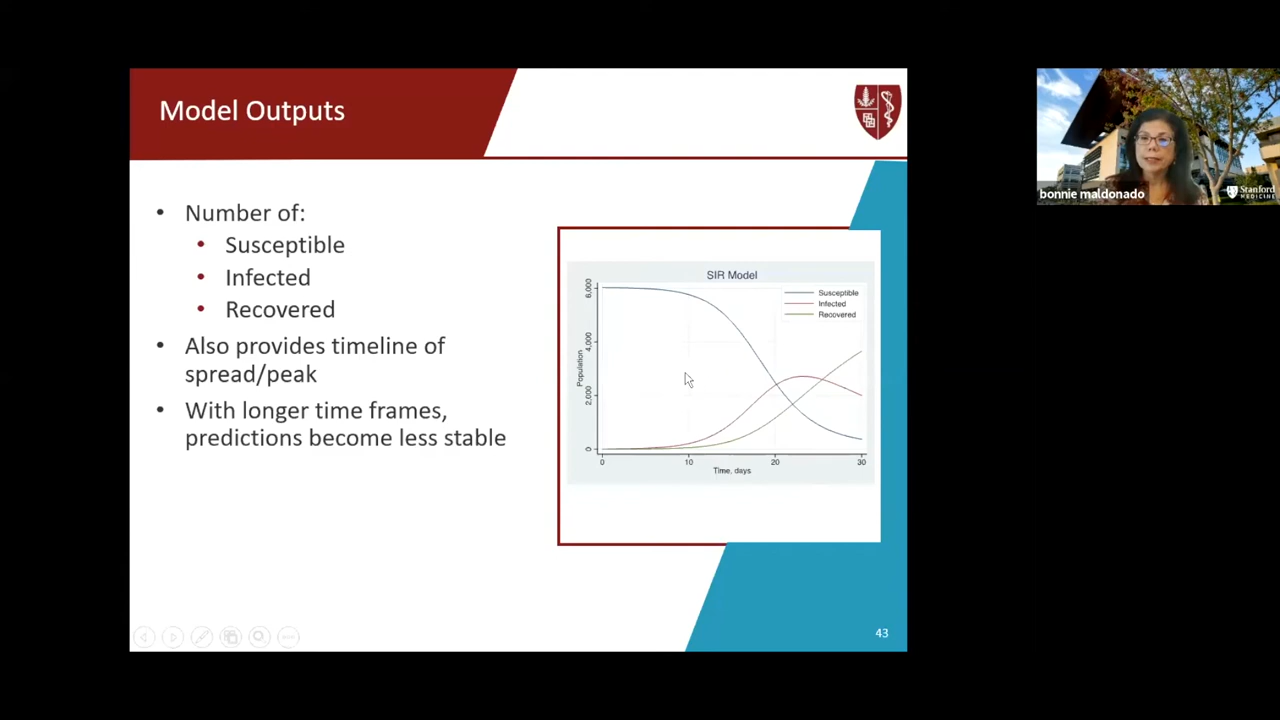 Model Outputs
• Number of:
• Susceptible
• Infected
• Recovered
• Also provides timeline of
spread/peak
• With longer time frames,
predictions become less stable
SIR Model
Susceptible
Infected
Recovered
Population
6,000
4,000
2,000
0
0 10 20 30
Time, days
43
bonnie maldonado
Stanford
MEDICINE